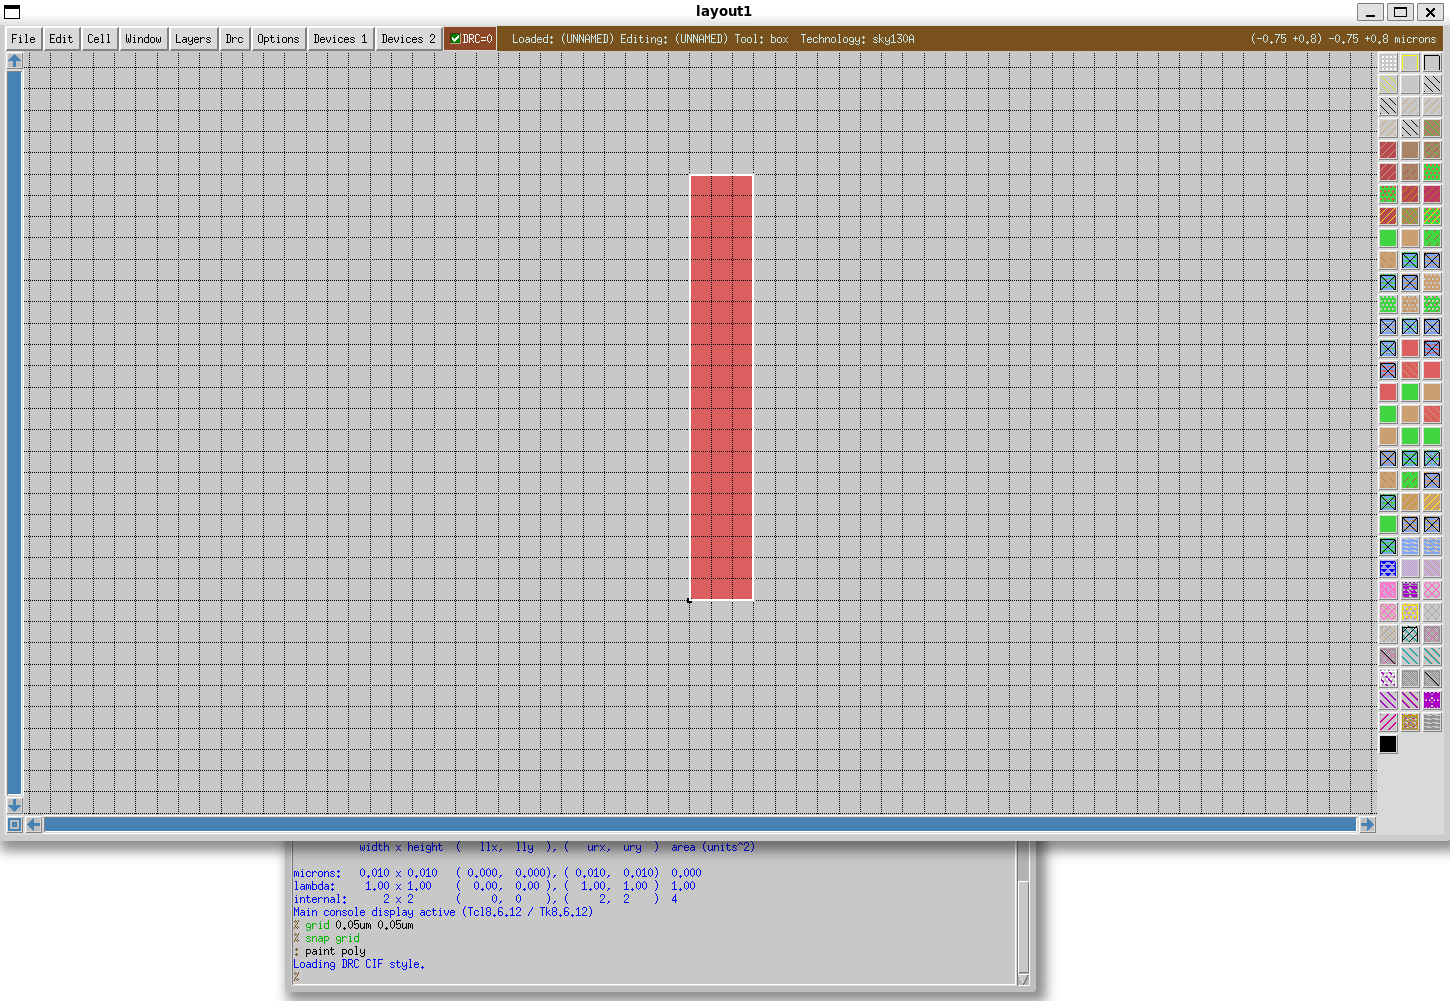 layout1
File Edit Cell Window Layers Drc Options Devices 1 Devices 2 DRC=0 Loaded: (UNNAMED) Editing: (UNNAMED) Tool: box Technology: sky130A (-0.75 +0.8) -0.75 +0.8 microns
width x height ( llx, lly ), ( urx, ury ) area (units^2)
microns: 0.010 x 0.010 ( 0.000, 0.000), ( 0.010, 0.010) 0.000
lambda: 1.00 x 1.00 ( 0.00, 0.00 ), ( 1.00, 1.00 ) 1.00
internal: 2 x 2 ( 0, 0 ), ( 2, 2 ) 4
Main console display active (Tcl8.6.12 / Tk8.6.12)
% grid 0.05um 0.05um
% snap grid
: paint poly
Loading DRC CIF style.
%